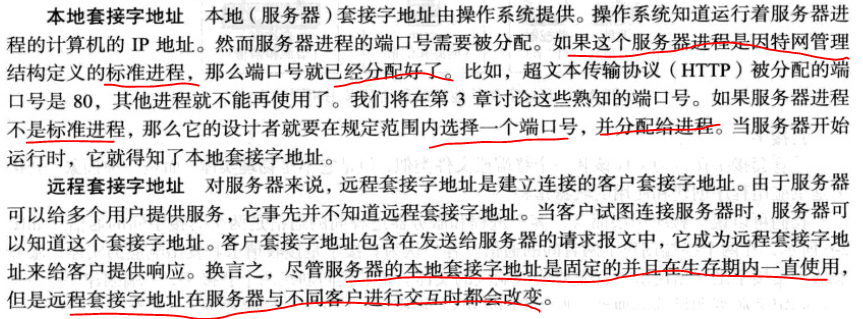 本地套接字地址 本地(服务器)套接字地址由操作系统提供。操作系统知道运行着服务器进
程的计算机的 IP 地址。然而服务器进程的端口号需要被分配。如果这个服务器进程是因特网管理
结构定义的标准进程,那么端口号就已经分配好了。比如,超文本传输协议(HTTP)被分配的端
口号是 80,其他进程就不能再使用了。我们将在第 3 章讨论这些熟知的端口号。如果服务器进程
不是标准进程,那么它的设计者就要在规定范围内选择一个端口号,并分配给进程。当服务器开始
运行时,它就得知了本地套接字地址。
远程套接字地址 对服务器来说,远程套接字地址是建立连接的客户套接字地址。由于服务器
可以给多个用户提供服务,它事先并不知道远程套接字地址。当客户试图连接服务器时,服务器可
以知道这个套接字地址。客户套接字地址包含在发送给服务器的请求报文中,它成为远程套接字地
址来给客户提供响应。换言之,尽管服务器的本地套接字地址是固定的并且在生存期内一直使用,
但是远程套接字地址在服务器与不同客户进行交互时都会改变。